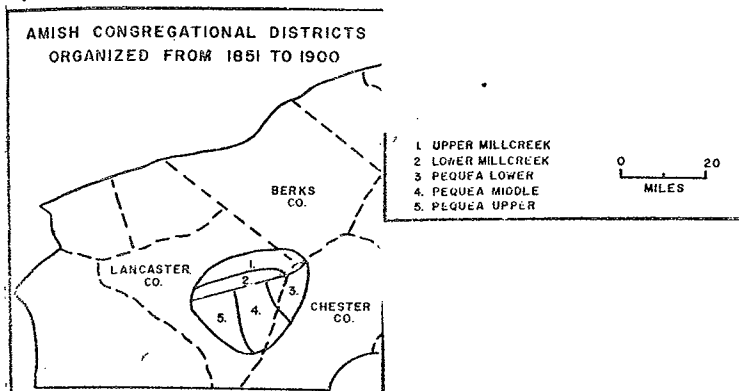 AMISH CONGREGATIONAL DISTRICTS
ORGANIZED FROM 1851 TO 1900
BERKS
CO.
LANCASTER
CO.
CHESTER
CO.
1.
2.
3.
4.
5.
1 UPPER MILLCREEK
2 LOWER MILLCREEK
3 PEQUEA LOWER
4. PEQUEA MIDDLE
5. PEQUEA UPPER
0 20
MILES